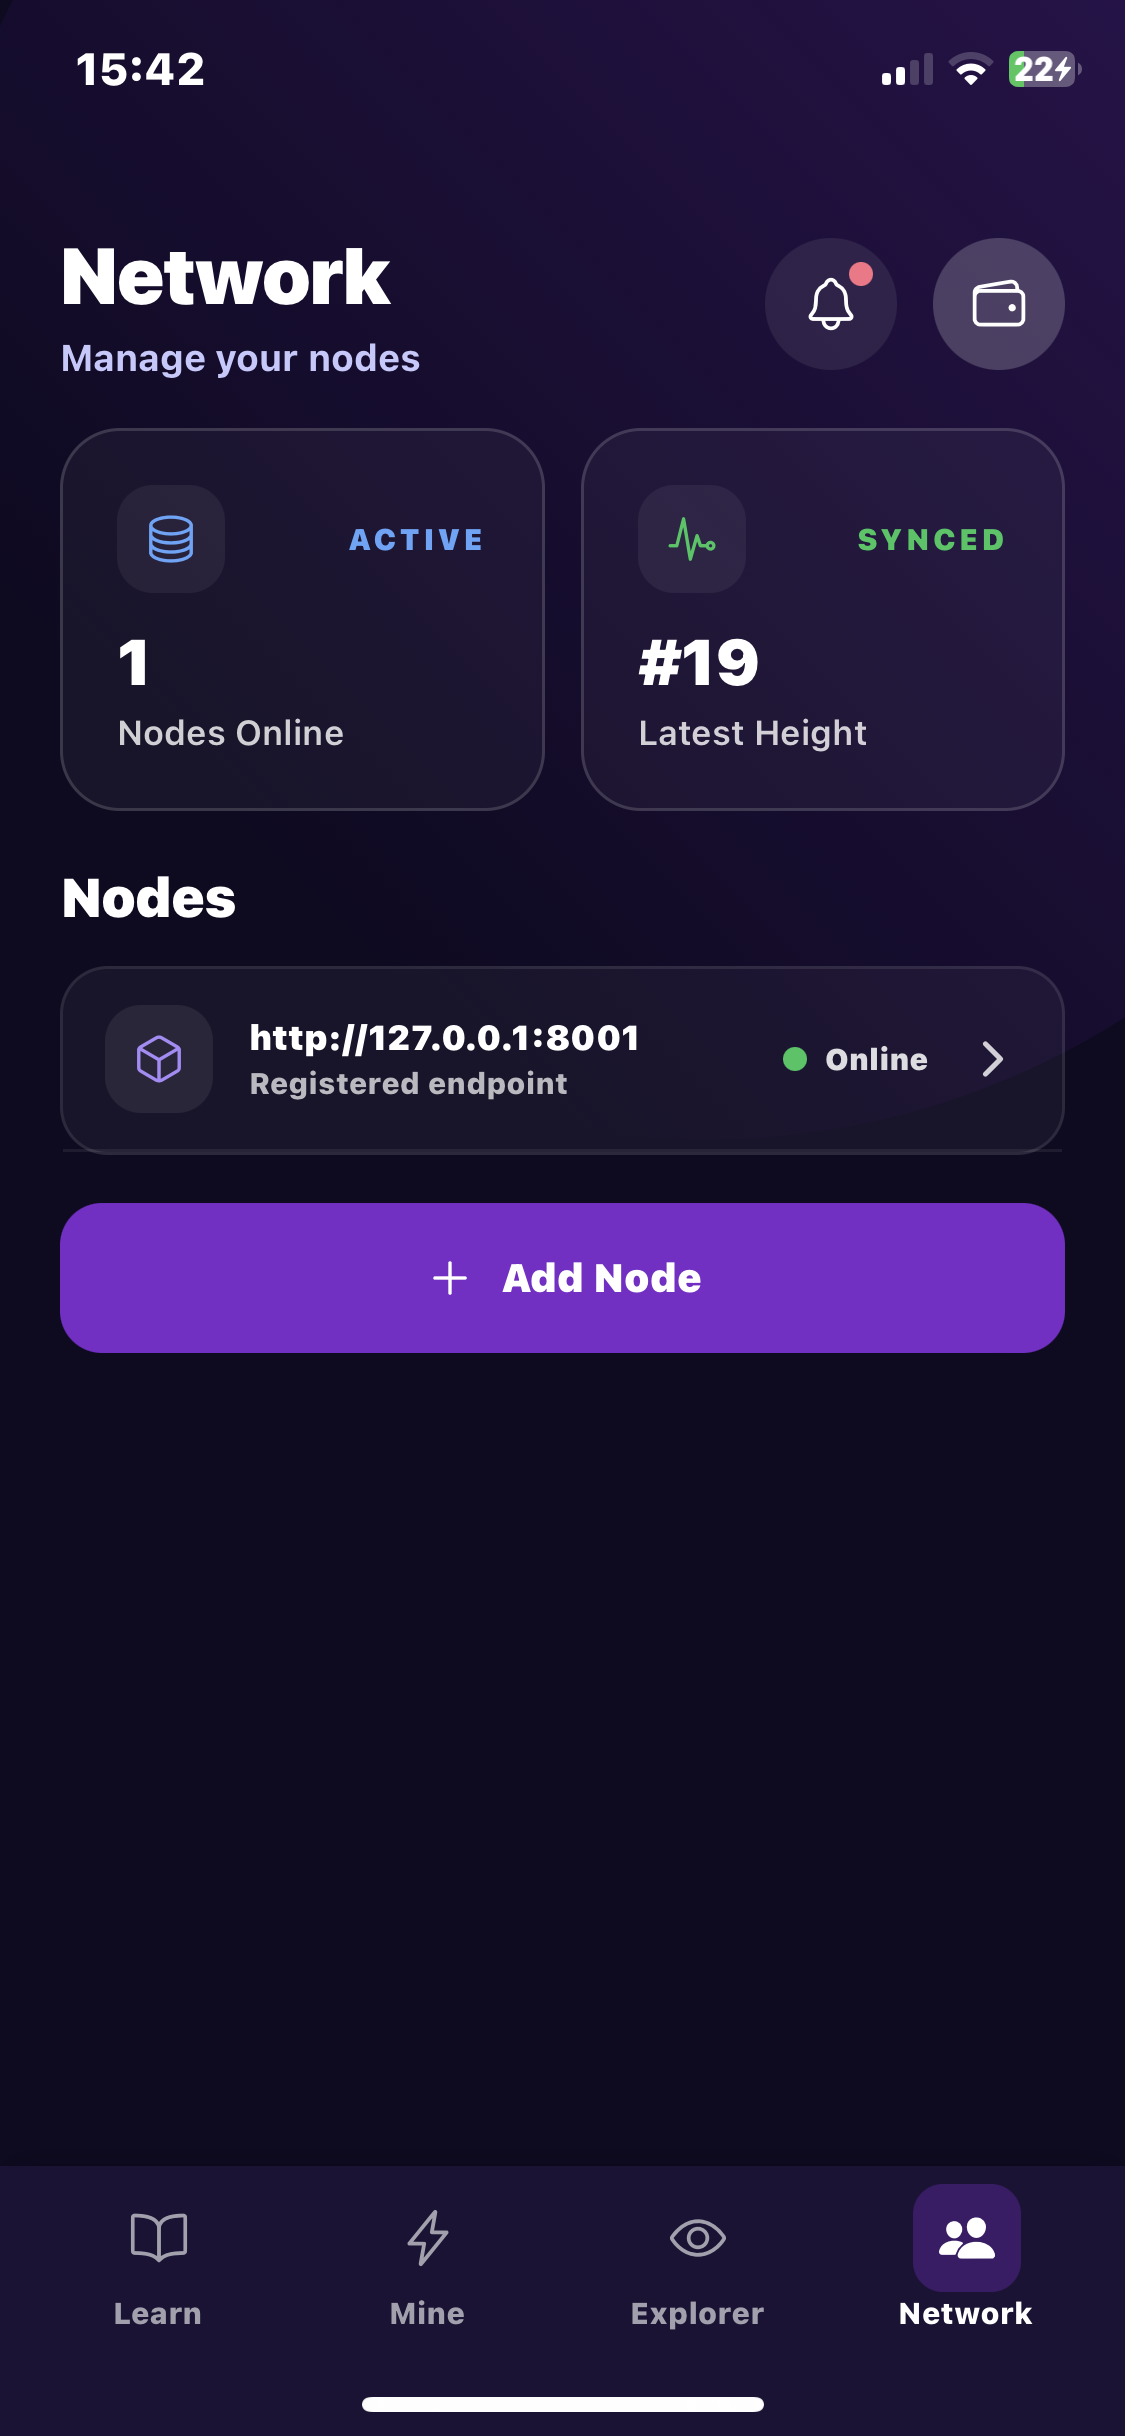 15:42
22
Network
Manage your nodes
ACTIVE
1
Nodes Online
SYNCED
#19
Latest Height
Nodes
http://127.0.0.1:8001
Registered endpoint
Online
Add Node
Learn
Mine
Explorer
Network